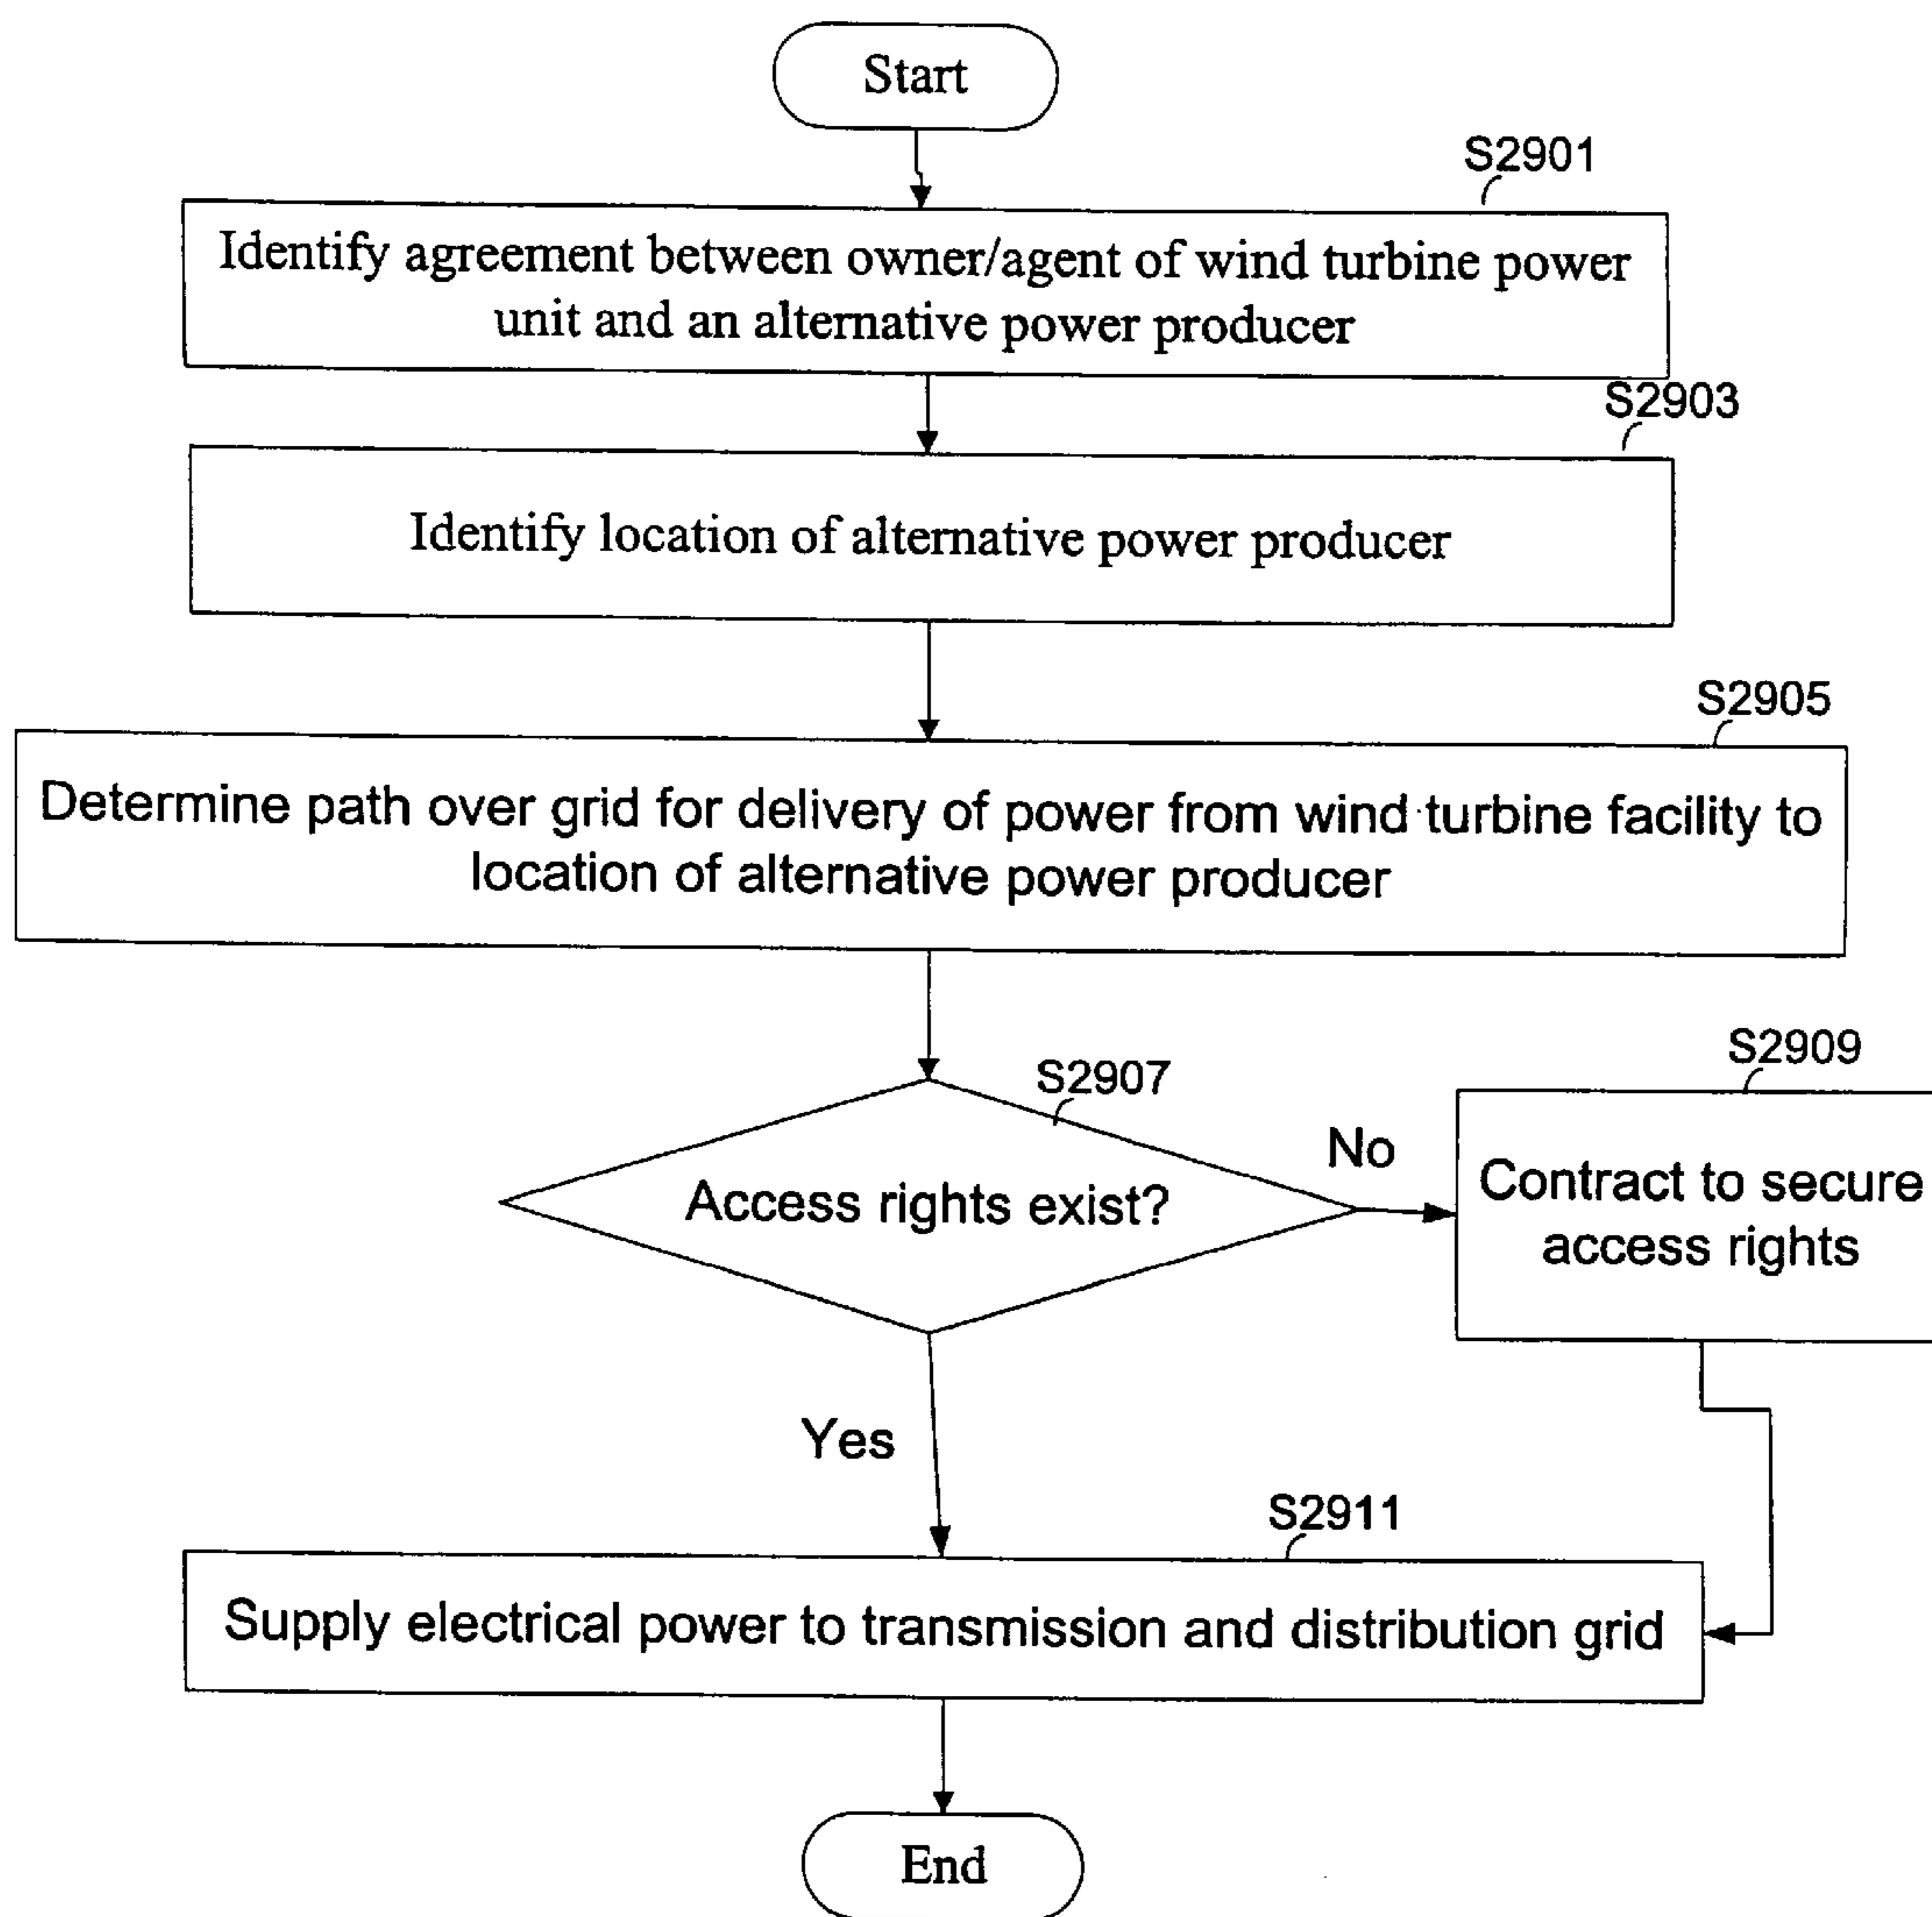 Start
S2901
Identify agreement between owner/agent of wind turbine power
unit and an alternative power producer
S2903
Identify location of alternative power producer
S2905
Determine path over grid for delivery of power from wind turbine facility to
location of alternative power producer
S2907
Access rights exist?
No
S2909
Contract to secure
access rights
Yes
S2911
Supply electrical power to transmission and distribution grid
End